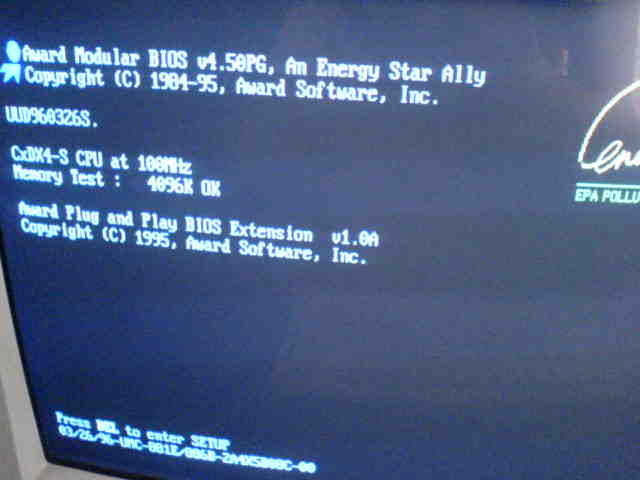 Award Modular BIOS v4.50PG, An Energy Star Ally
Copyright (C) 1984-95, Award Software, Inc.
UUD960326S.
CxDX4-S CPU at 100MHz
Memory Test : 4096K OK
Award Plug and Play BIOS Extension v1.0A
Copyright (C) 1995, Award Software, Inc.
EPA POLLU
Press DEL to enter SETUP
03/26/96-UMC-881E/886B-2A4X5B08C-00